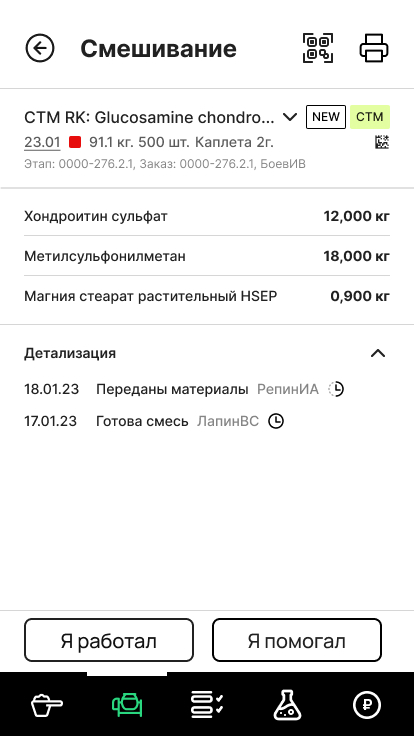 Смешивание
CTM RK: Glucosamine chondro... NEW CTM
23.01 91.1 кг. 500 шт. Каплета 2г.
Этап: 0000-276.2.1, Заказ: 0000-276.2.1, БоевИВ
Хондроитин сульфат 12,000 кг
Метилсульфонилметан 18,000 кг
Магния стеарат растительный HSEP 0,900 кг
Детализация
18.01.23 Переданы материалы РепинИА
17.01.23 Готова смесь ЛапинВС
Я работал Я помогал